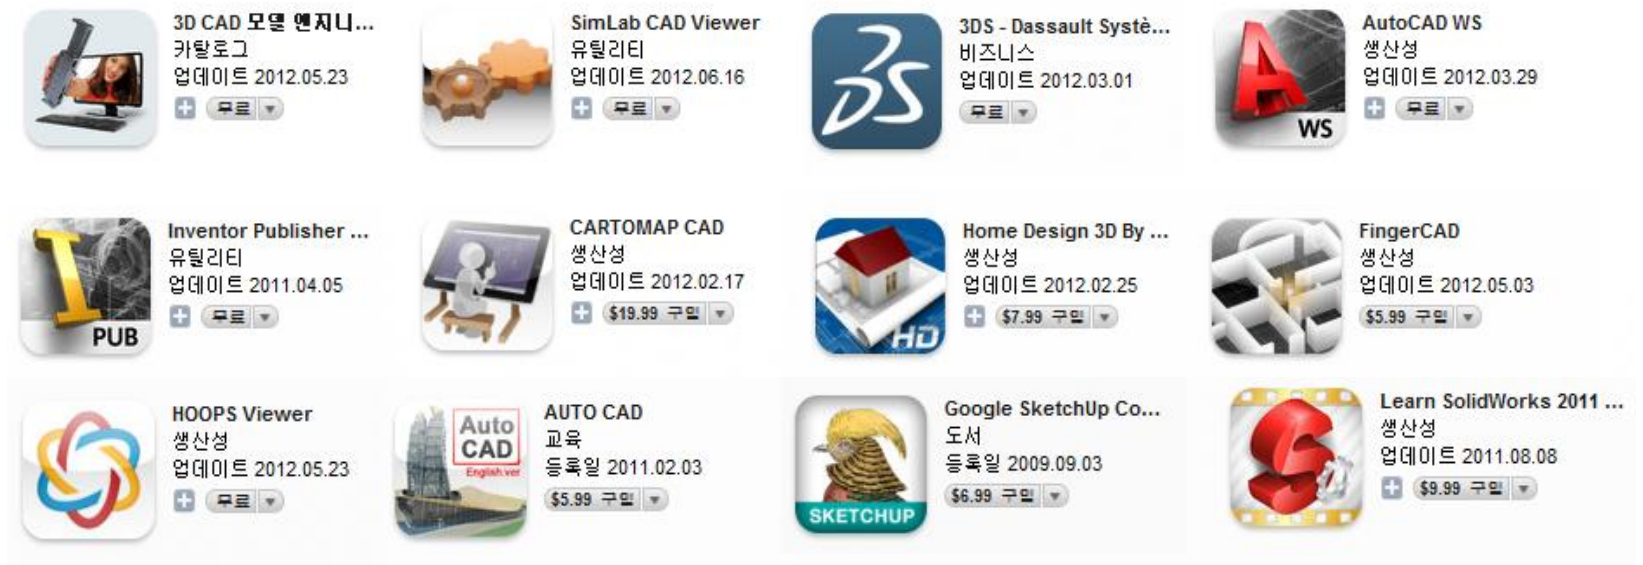 3D CAD 모델 엔지니...
카탈로그
업데이트 2012.05.23
무료
SimLab CAD Viewer
유틸리티
업데이트 2012.06.16
무료
3DS - Dassault Systè...
비즈니스
업데이트 2012.03.01
무료
AutoCAD WS
생산성
업데이트 2012.03.29
무료
WS
Inventor Publisher ...
유틸리티
업데이트 2011.04.05
무료
PUB
CARTOMAP CAD
생산성
업데이트 2012.02.17
$19.99 구입
Home Design 3D By ...
생산성
업데이트 2012.02.25
$7.99 구입
HD
FingerCAD
생산성
업데이트 2012.05.03
$5.99 구입
HOOPS Viewer
생산성
업데이트 2012.05.23
무료
Auto
CAD
English.ver
AUTO CAD
교육
등록일 2011.02.03
$5.99 구입
SKETCHUP
Google SketchUp Co...
도서
등록일 2009.09.03
$6.99 구입
Learn SolidWorks 2011 ...
생산성
업데이트 2011.08.08
$9.99 구입